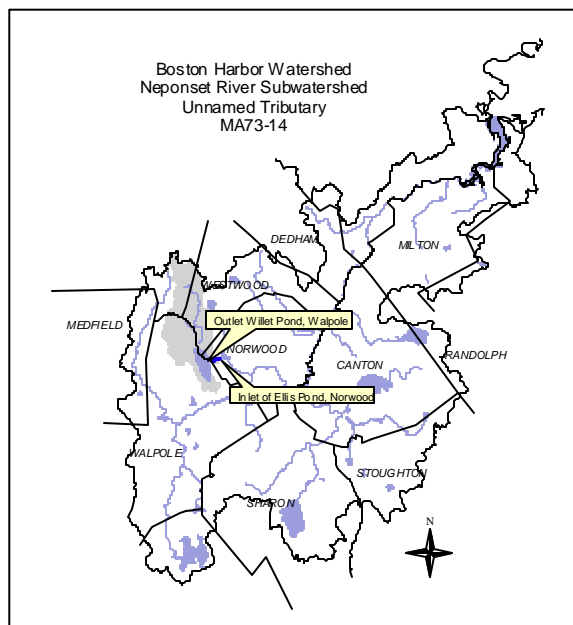 Boston Harbor Watershed
Neponset River Subwatershed
Unnamed Tributary
MA73-14
DEDHAM
MILTON
WESTWOOD
MEDFIELD
Outlet Willet Pond, Walpole
NORWOOD
RANDOLPH
CANTON
Inlet of Ellis Pond, Norwood
WALPOLE
STOUGHTON
SHARON
N